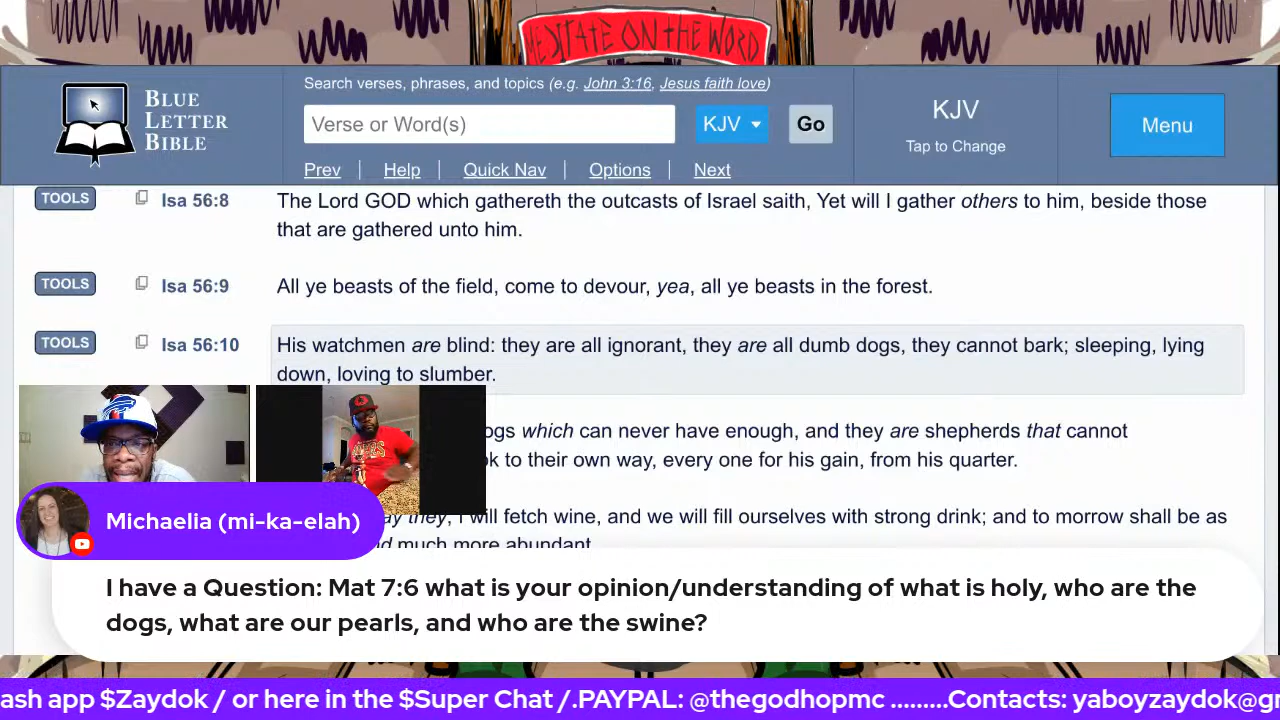 MEDITATE ON THE WORD
BLUE
LETTER
BIBLE
Search verses, phrases, and topics (e.g. John 3:16, Jesus faith love)
Verse or Word(s)
KJV
Go
Prev | Help | Quick Nav | Options | Next
KJV
Tap to Change
Menu
TOOLS Isa 56:8 The Lord GOD which gathereth the outcasts of Israel saith, Yet will I gather others to him, beside those
that are gathered unto him.
TOOLS Isa 56:9 All ye beasts of the field, come to devour, yea, all ye beasts in the forest.
TOOLS Isa 56:10 His watchmen are blind: they are all ignorant, they are all dumb dogs, they cannot bark; sleeping, lying
down, loving to slumber.
ogs which can never have enough, and they are shepherds that cannot
k to their own way, every one for his gain, from his quarter.
ay they, I will fetch wine, and we will fill ourselves with strong drink; and to morrow shall be as
d much more abundant.
Michaelia (mi-ka-elah)
I have a Question: Mat 7:6 what is your opinion/understanding of what is holy, who are the
dogs, what are our pearls, and who are the swine?
ash app $Zaydok / or here in the $Super Chat /.PAYPAL: @thegodhopmc .........Contacts: yaboyzaydok@g